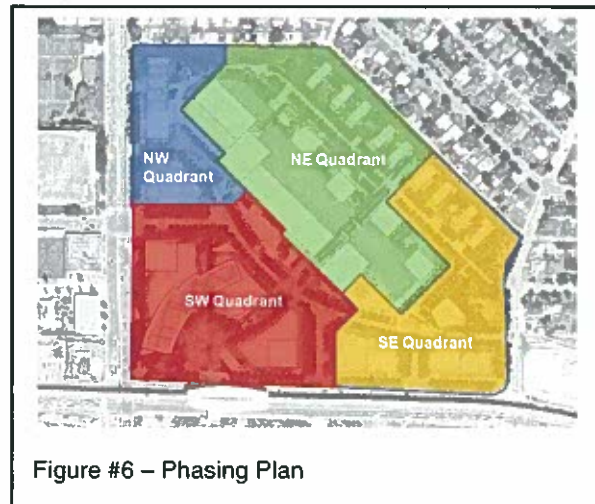 NW
Quadrant
NE Quadrant
SW Quadrant
SE Quadrant
Figure #6 – Phasing Plan